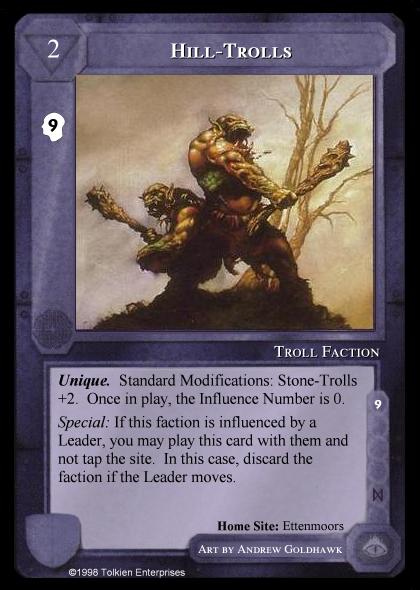 2
HILL-TROLLS
9
TROLL FACTION
Unique. Standard Modifications: Stone-Trolls
+2. Once in play, the Influence Number is 0.
Special: If this faction is influenced by a
Leader, you may play this card with them and
not tap the site. In this case, discard the
faction if the Leader moves.
9
Home Site: Ettenmoors
ART BY ANDREW GOLDHAWK
©1998 Tolkien Enterprises